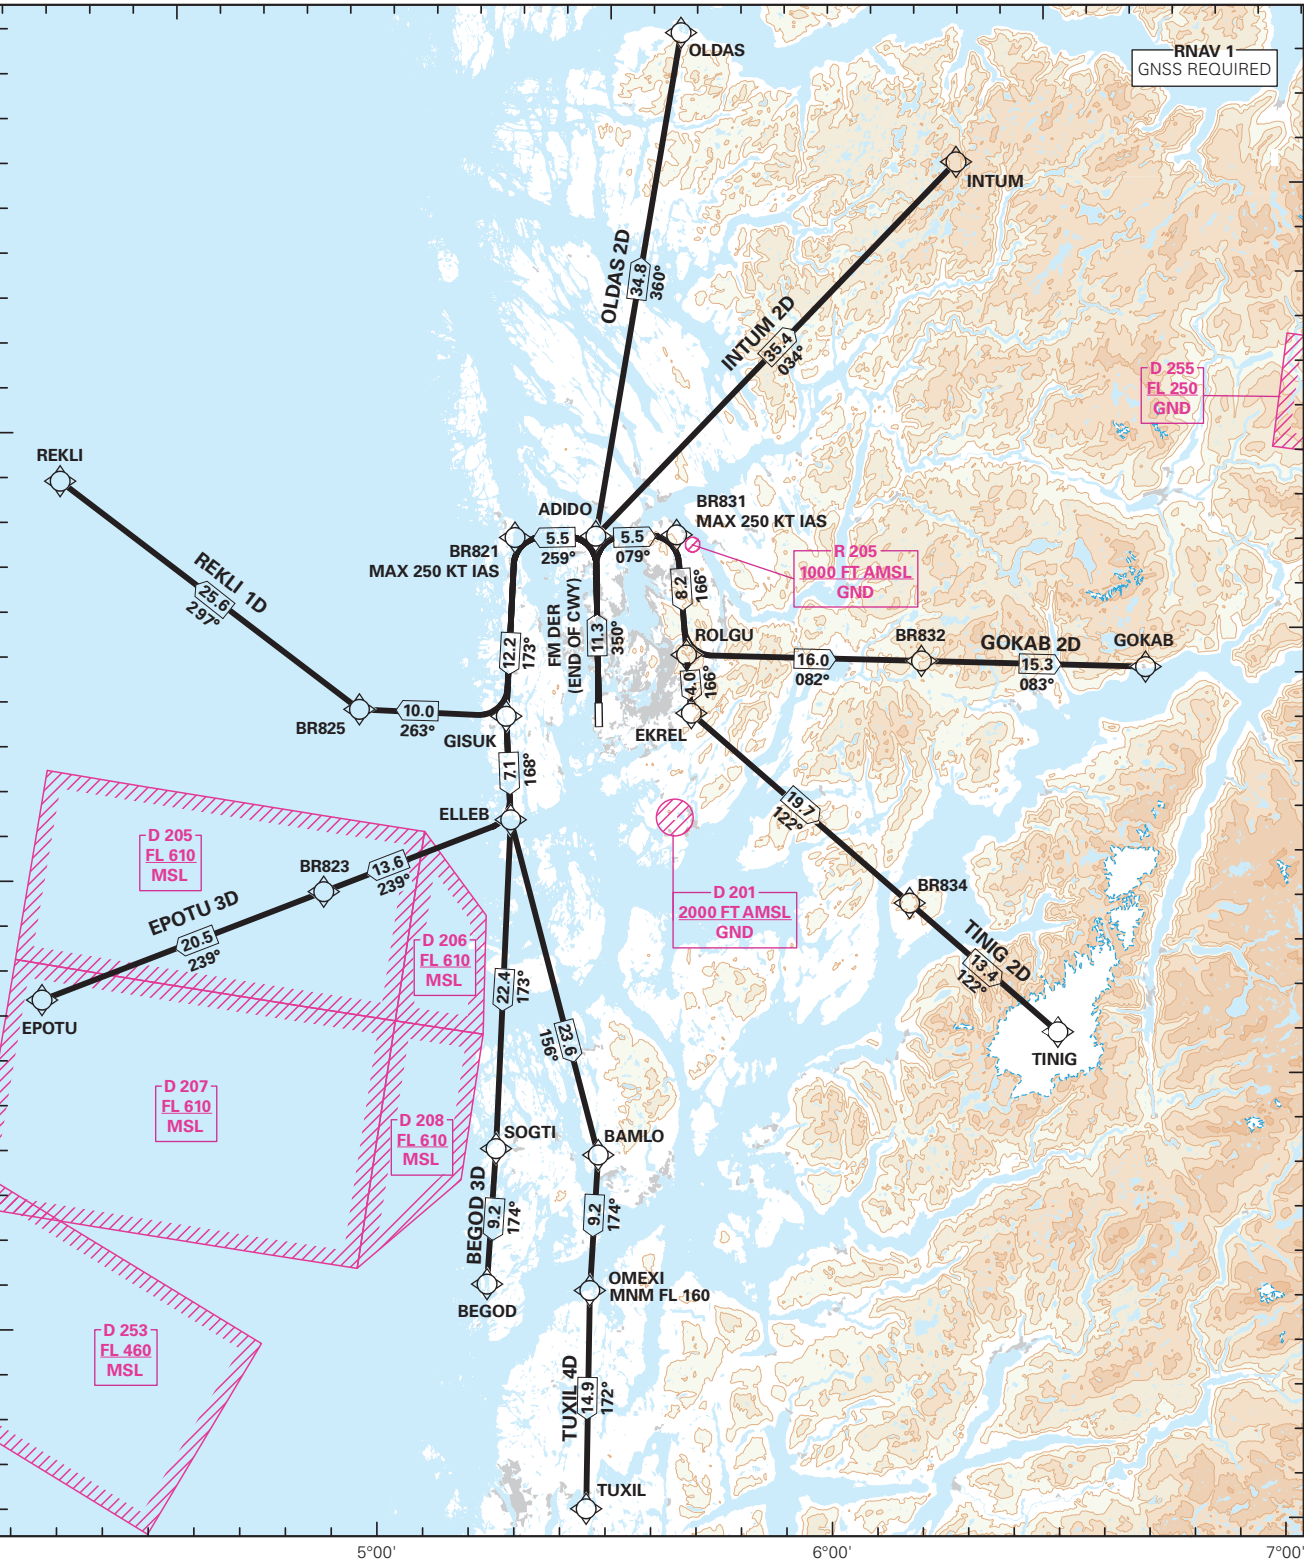 OLDAS
RNAV 1
GNSS REQUIRED
INTUM
OLDAS 2D
34.8
360°
INTUM 2D
35.4
034°
D 255
FL 250
GND
REKLI
ADIDO
BR831
MAX 250 KT IAS
BR821
MAX 250 KT IAS
5.5
259°
5.5
079°
R 205
1000 FT AMSL
GND
REKLI 1D
25.6
297°
FM DER
(END OF CWY)
11.3
350°
8.2
166°
12.2
173°
ROLGU
BR832
GOKAB 2D
GOKAB
16.0
082°
15.3
083°
4.0
166°
BR825
10.0
263°
GISUK
EKREL
7.1
168°
ELLEB
19.7
122°
D 205
FL 610
MSL
BR823
13.6
239°
EPOTU 3D
20.5
239°
D 201
2000 FT AMSL
GND
BR834
TINIG 2D
13.4
122°
D 206
FL 610
MSL
22.4
173°
23.6
156°
EPOTU
TINIG
D 207
FL 610
MSL
D 208
FL 610
MSL
SOGTI
BAMLO
BEGOD 3D
9.2
174°
9.2
174°
BEGOD
OMEXI
MNM FL 160
D 253
FL 460
MSL
TUXIL 4D
14.9
172°
TUXIL
5°00'
6°00'
7°00'